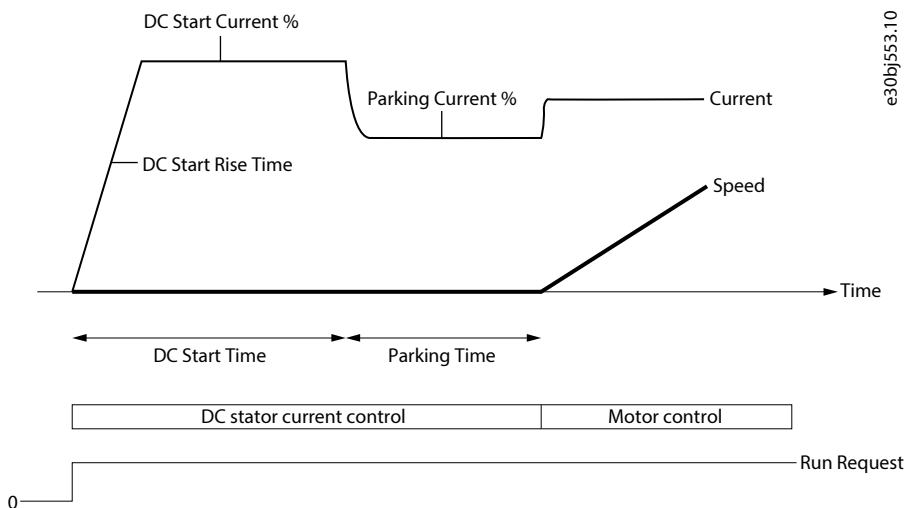 DC Start Current %
e30bj553.10
Parking Current %
Current
DC Start Rise Time
Speed
Time
DC Start Time
Parking Time
DC stator current control
Motor control
Run Request
0